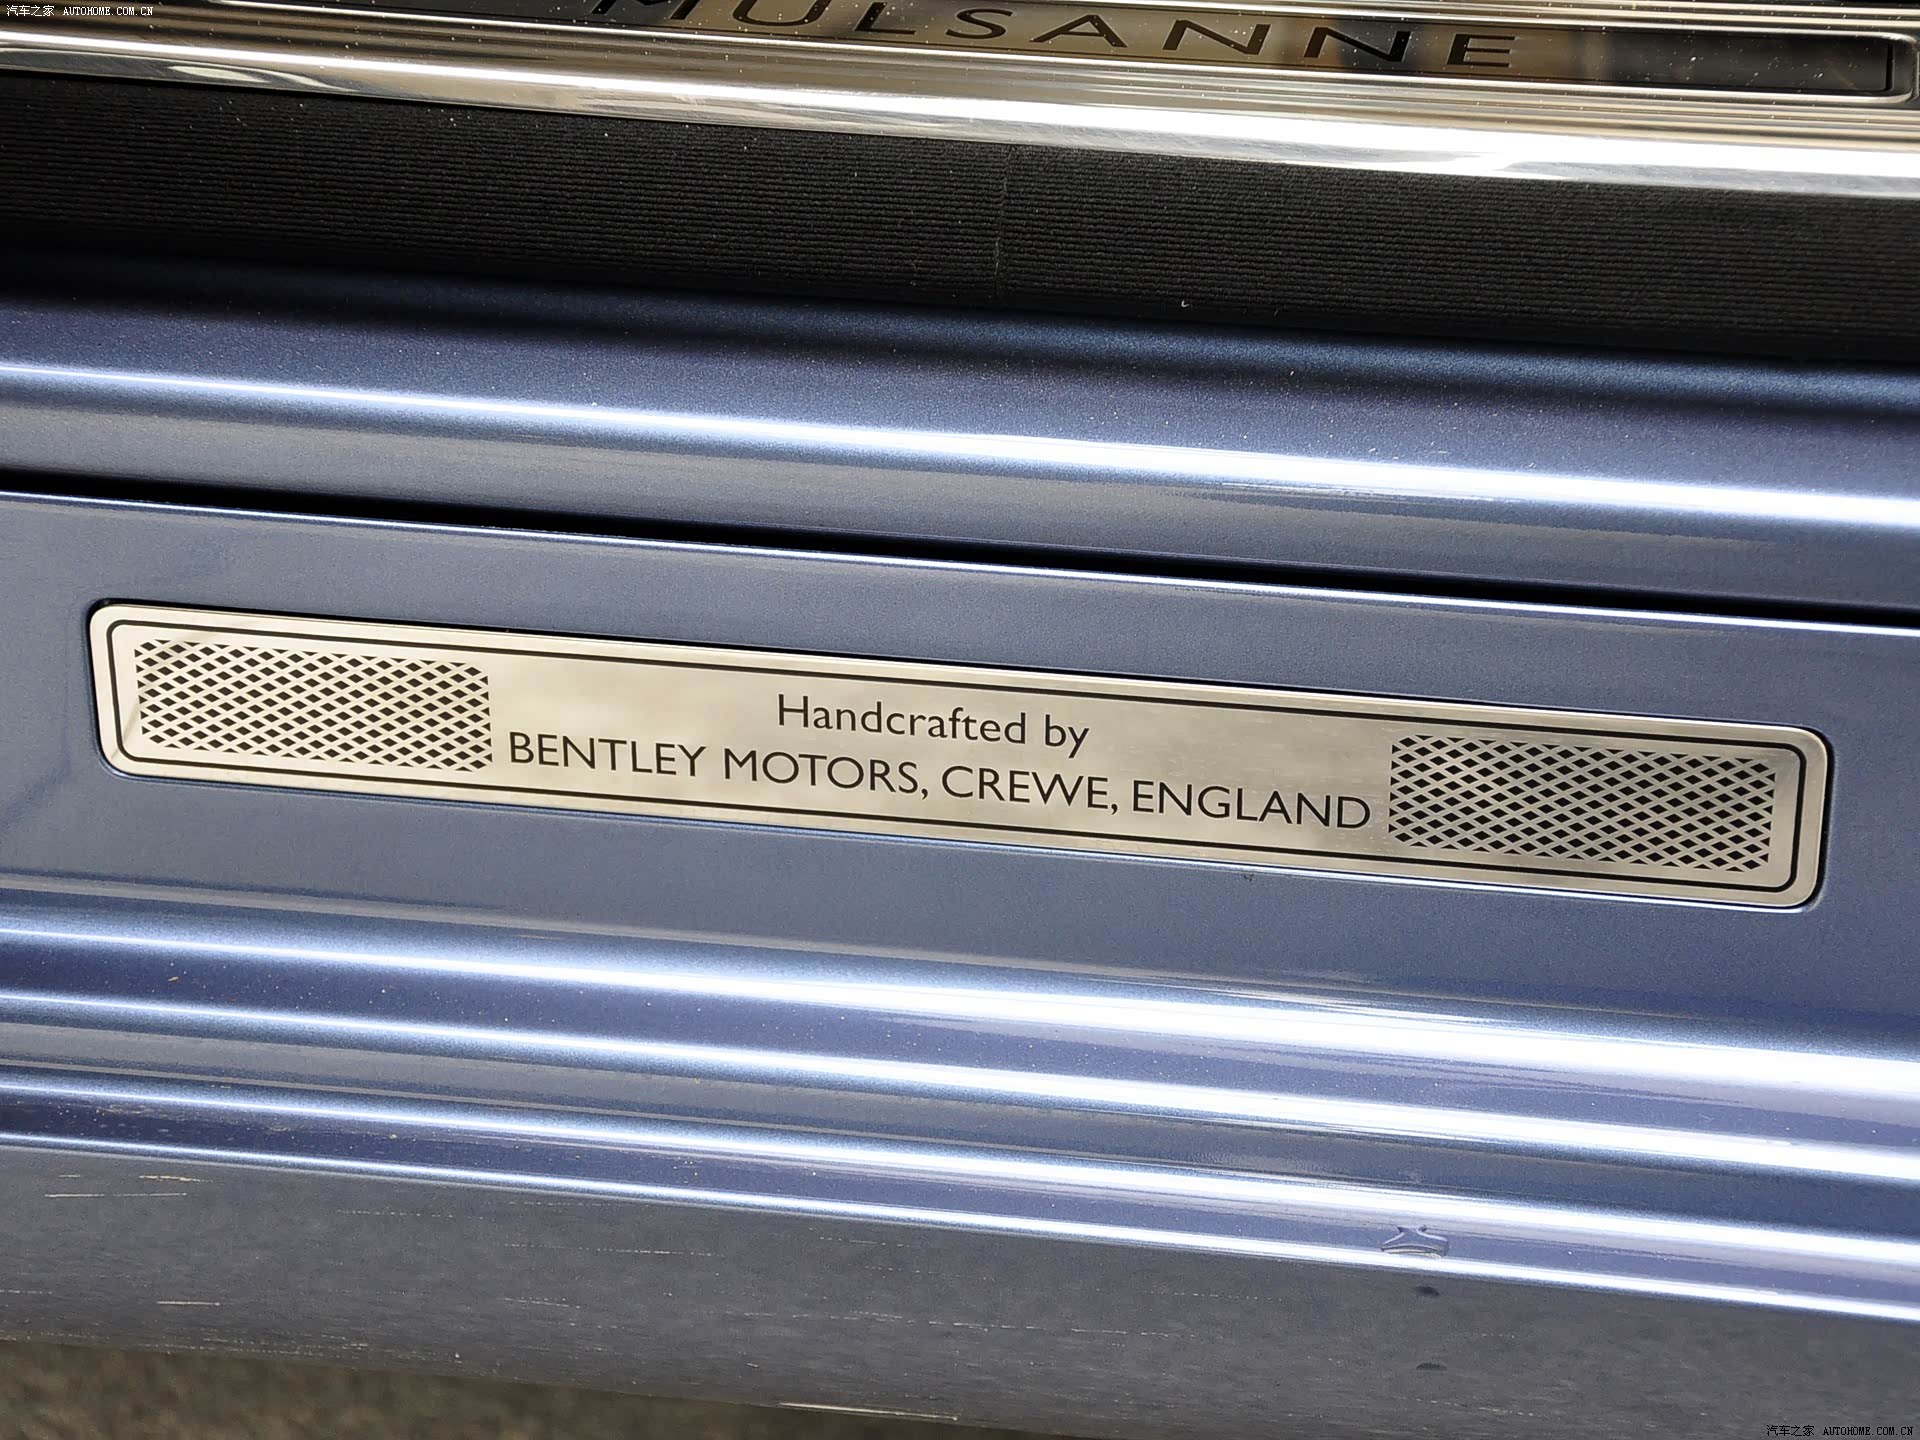 汽车之家 AUTOHOME.COM.CN
MULSANNE
Handcrafted by
BENTLEY MOTORS, CREWE, ENGLAND
汽车之家 AUTOHOME.COM.CN